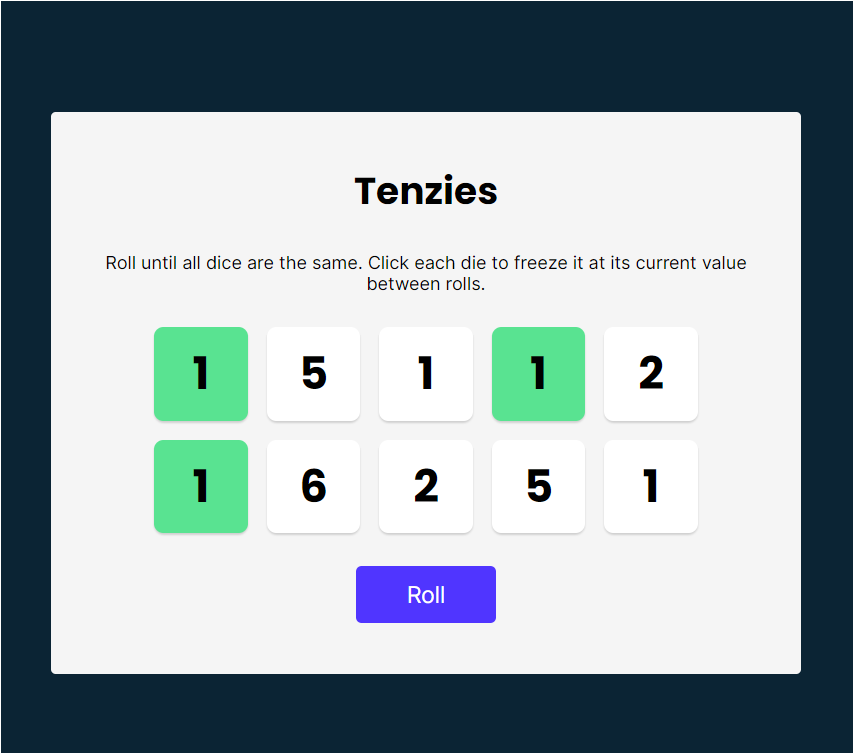 Tenzies
Roll until all dice are the same. Click each die to freeze it at its current value
between rolls.
1 5 1 1 2
1 6 2 5 1
Roll